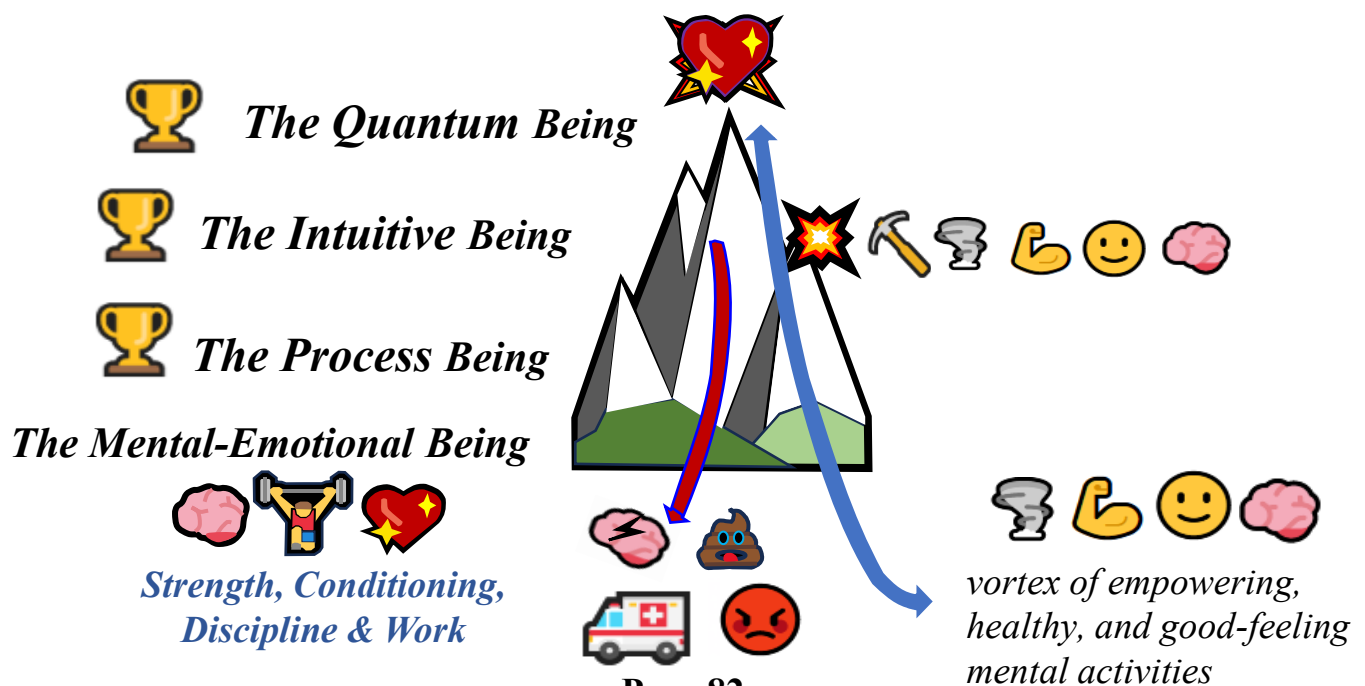 The Quantum Being
The Intuitive Being
The Process Being
The Mental-Emotional Being
Strength, Conditioning,
Discipline & Work
vortex of empowering,
healthy, and good-feeling
mental activities